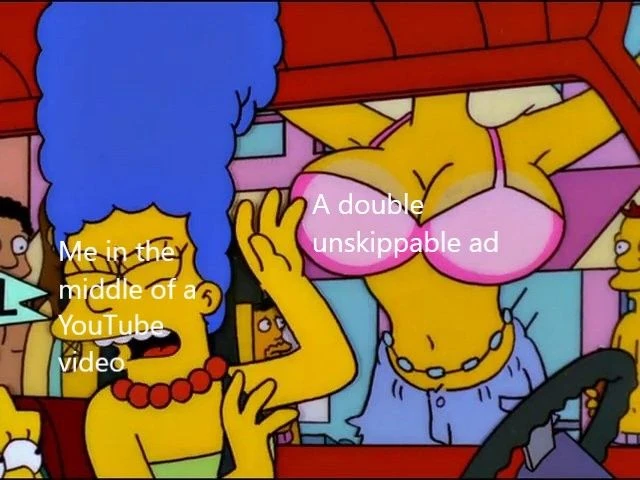 Me in the
middle of a
YouTube
video
A double
unskippable ad